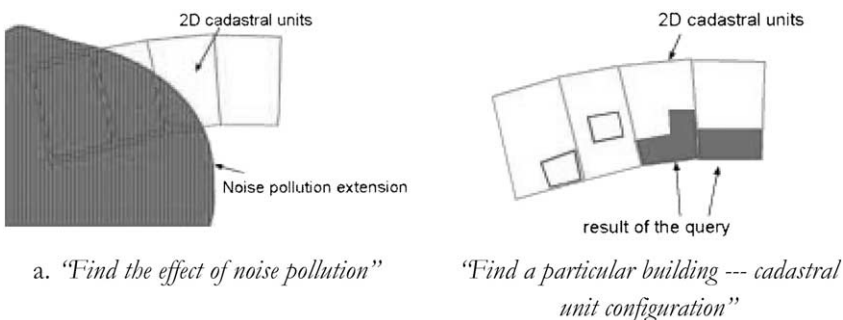 2D cadastral units
Noise pollution extension
a. “Find the effect of noise pollution”
2D cadastral units
result of the query
“Find a particular building --- cadastral
unit configuration”